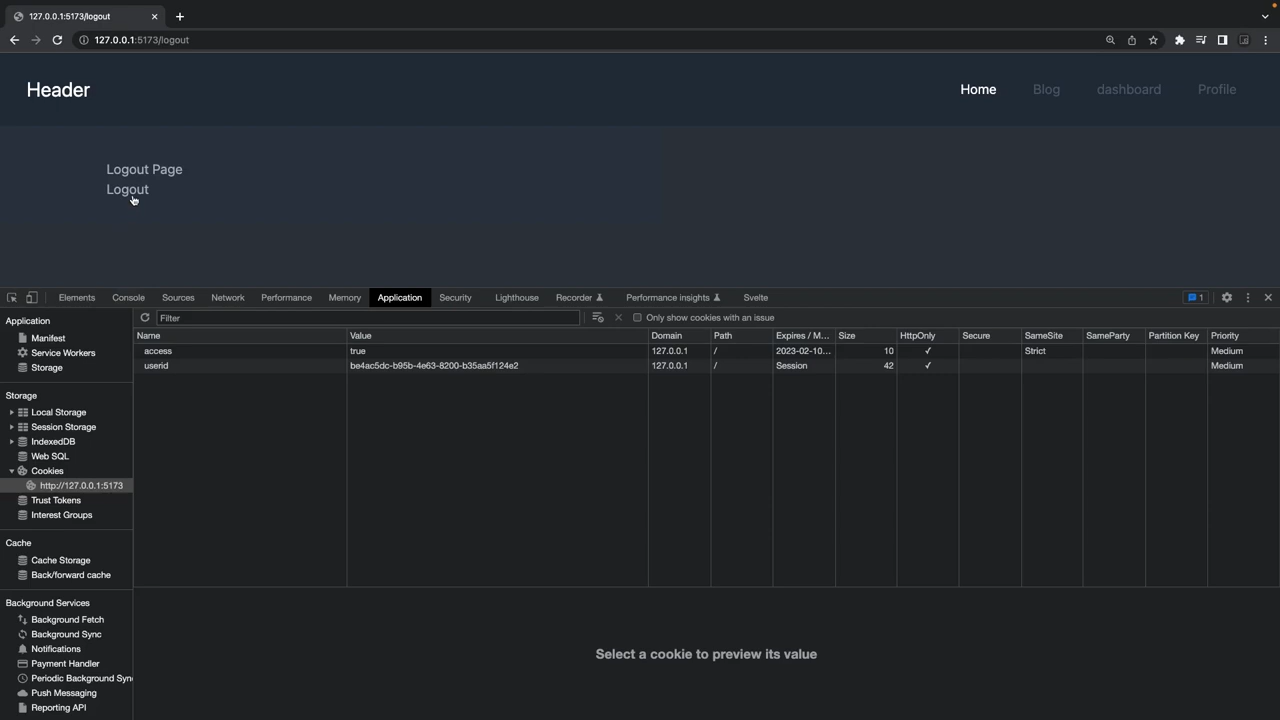 127.0.0.1:5173/logout
127.0.0.1:5173/logout
Header
Home Blog dashboard Profile
Logout Page
Logout
Elements Console Sources Network Performance Memory Application Security Lighthouse Recorder Performance insights Svelte 1
Application
Manifest
Service Workers
Storage
Storage
Local Storage
Session Storage
IndexedDB
Web SQL
Cookies
http://127.0.0.1:5173
Trust Tokens
Interest Groups
Cache
Cache Storage
Back/forward cache
Background Services
Background Fetch
Background Sync
Notifications
Payment Handler
Periodic Background Syn
Push Messaging
Reporting API
Filter Only show cookies with an issue
Name Value Domain Path Expires / M... Size HttpOnly Secure SameSite SameParty Partition Key Priority
access true 127.0.0.1 / 2023-02-10... 10 ✓ Strict Medium
userid be4ac5dc-b95b-4e63-8200-b35aa5f124e2 127.0.0.1 / Session 42 ✓ Medium
Select a cookie to preview its value